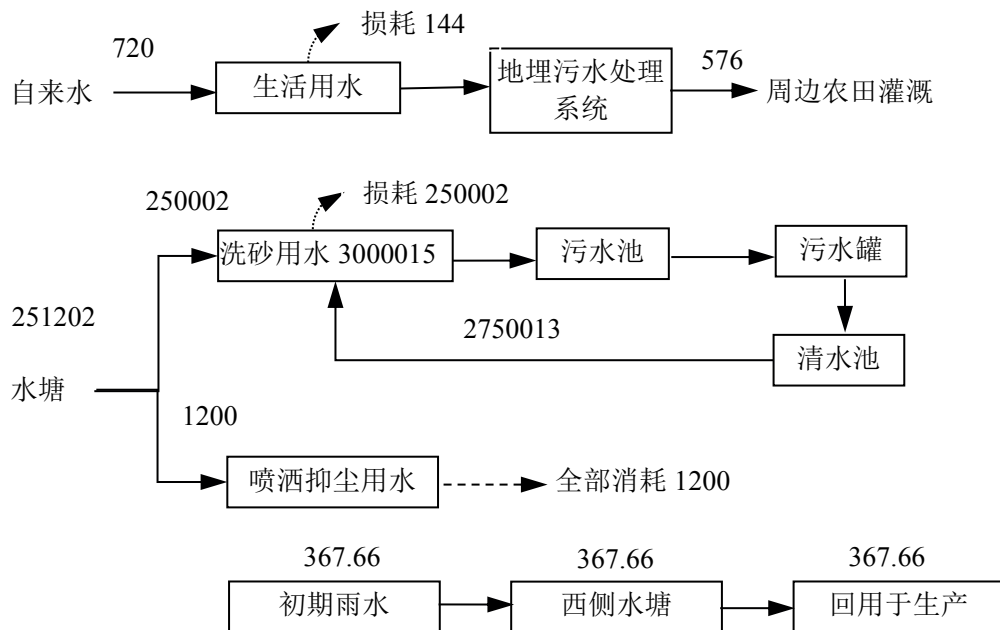 损耗 144
720
自来水
生活用水
地埋污水处理
系统
576
周边农田灌溉
损耗 250002
250002
洗砂用水 3000015
污水池
污水罐
251202
2750013
清水池
水塘
1200
喷洒抑尘用水
全部消耗 1200
367.66
367.66
367.66
初期雨水
西侧水塘
回用于生产